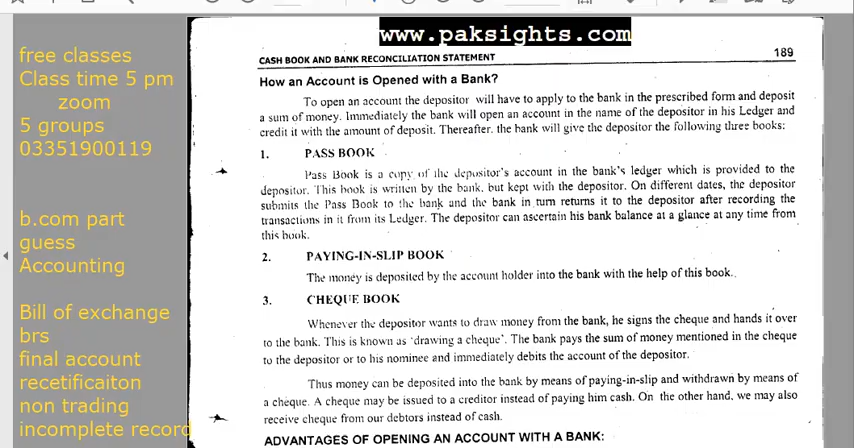 www.paksights.com
CASH BOOK AND BANK RECONCILIATION STATEMENT
189
How an Account is Opened with a Bank?
To open an account the depositor will have to apply to the bank in the prescribed form and deposit
a sum of money. Immediately the bank will open an account in the name of the depositor in his Ledger and
credit it with the amount of deposit. Thereafter, the bank will give the depositor the following three books:
1. PASS BOOK
Pass Book is a copy of the depositor's account in the bank's ledger which is provided to the
depositor. This book is written by the bank, but kept with the depositor. On different dates, the depositor
submits the Pass Book to the bank and the bank in turn returns it to the depositor after recording the
transactions in it from its Ledger. The depositor can ascertain his bank balance at a glance at any time from
this book.
2. PAYING-IN-SLIP BOOK
The money is deposited by the account holder into the bank with the help of this book.
3. CHEQUE BOOK
Whenever the depositor wants to draw money from the bank, he signs the cheque and hands it over
to the bank. This is known as 'drawing a cheque'. The bank pays the sum of money mentioned in the cheque
to the depositor or to his nominee and immediately debits the account of the depositor.
Thus money can be deposited into the bank by means of paying-in-slip and withdrawn by means of
a cheque. A cheque may be issued to a creditor instead of paying him cash. On the other hand, we may also
receive cheque from our debtors instead of cash.
ADVANTAGES OF OPENING AN ACCOUNT WITH A BANK:
free classes
Class time 5 pm
zoom
5 groups
03351900119
b.com part
guess
Accounting
Bill of exchange
brs
final account
recetificaiton
non trading
incomplete record